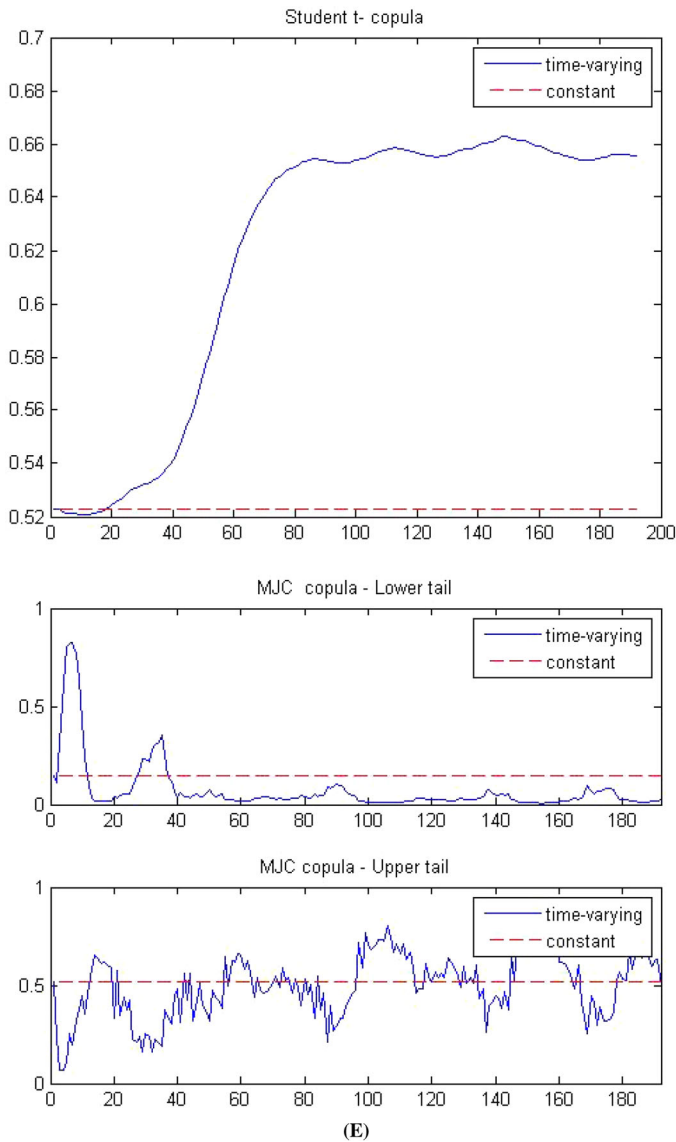 Student t- copula
0.7
0.68
0.66
0.64
0.62
0.6
0.58
0.56
0.54
0.52
time-varying
constant
0 20 40 60 80 100 120 140 160 180 200
MJC copula - Lower tail
1
0.5
0
time-varying
constant
0 20 40 60 80 100 120 140 160 180
MJC copula - Upper tail
1
0.5
0
time-varying
constant
0 20 40 60 80 100 120 140 160 180
(E)